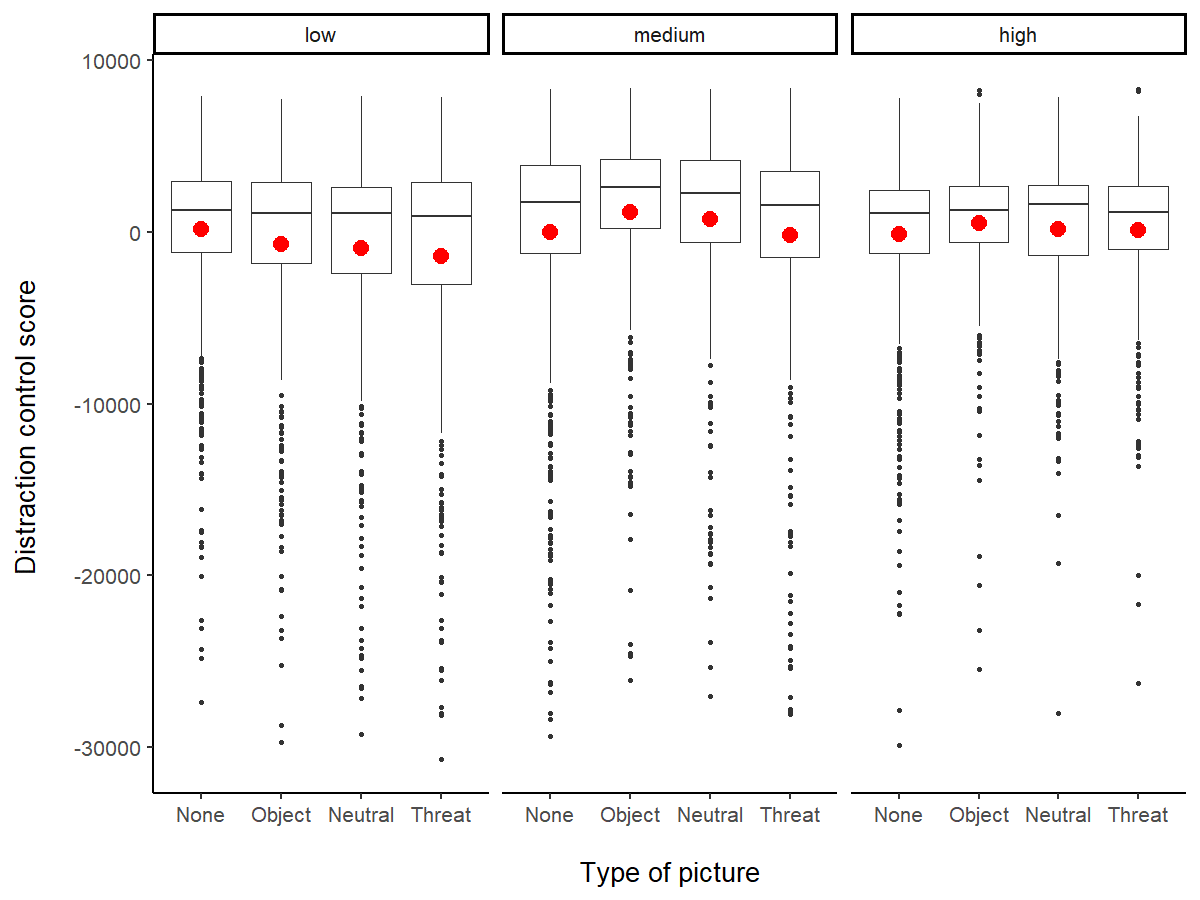 low medium high
10000
0
-10000
-20000
-30000
Distraction control score
None Object Neutral Threat None Object Neutral Threat None Object Neutral Threat
Type of picture